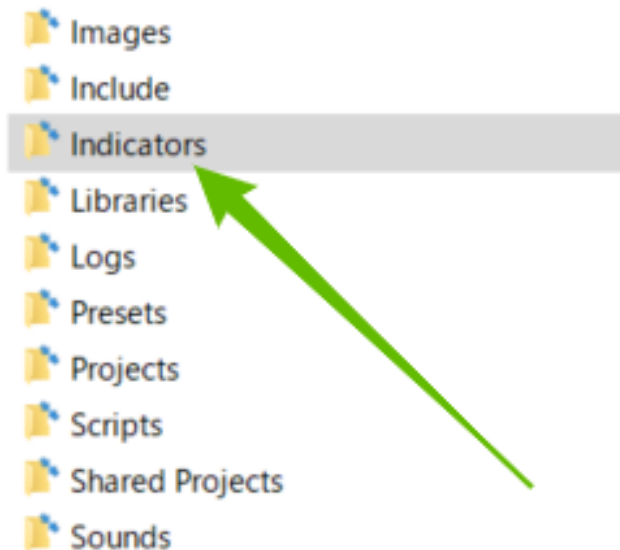 Images
Include
Indicators
Libraries
Logs
Presets
Projects
Scripts
Shared Projects
Sounds